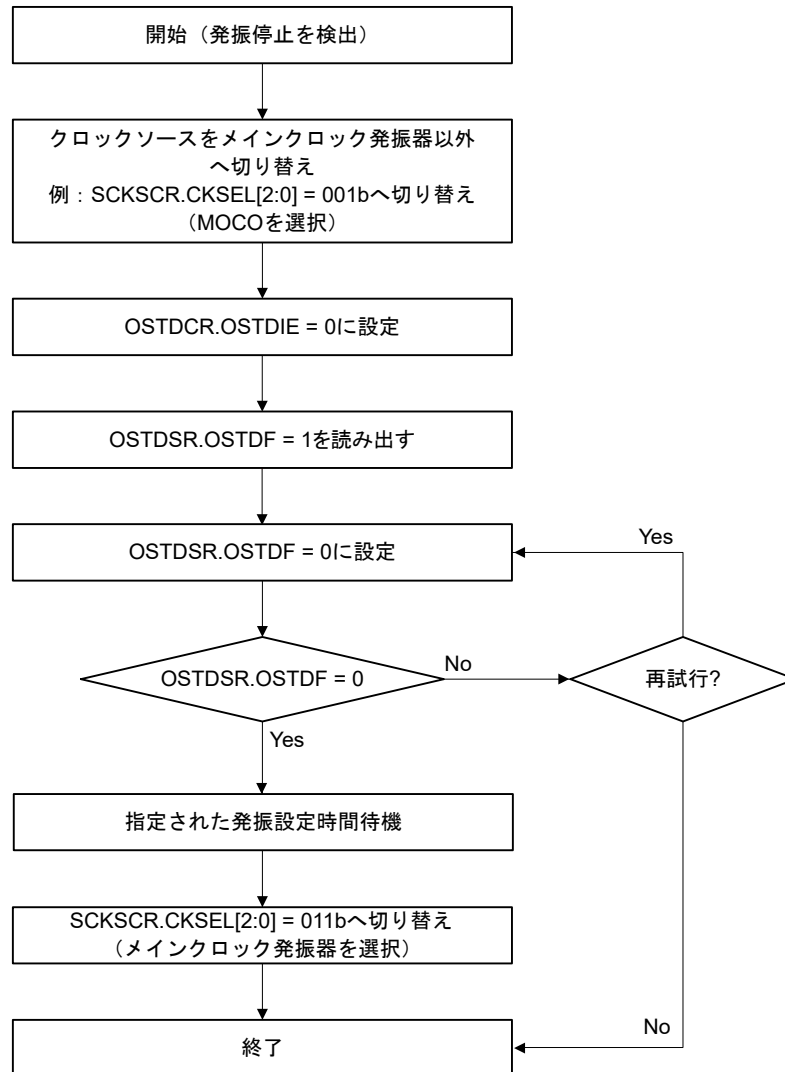 開始（発振停止を検出）
クロックソースをメインクロック発振器以外
へ切り替え
例：SCKSCR.CKSEL[2:0] = 001bへ切り替え
（MOCOを選択）
OSTDCR.OSTDIE = 0に設定
OSTDSR.OSTDF = 1を読み出す
OSTDSR.OSTDF = 0に設定
Yes
OSTDSR.OSTDF = 0
No
再試行?
Yes
指定された発振設定時間待機
SCKSCR.CKSEL[2:0] = 011bへ切り替え
（メインクロック発振器を選択）
No
終了